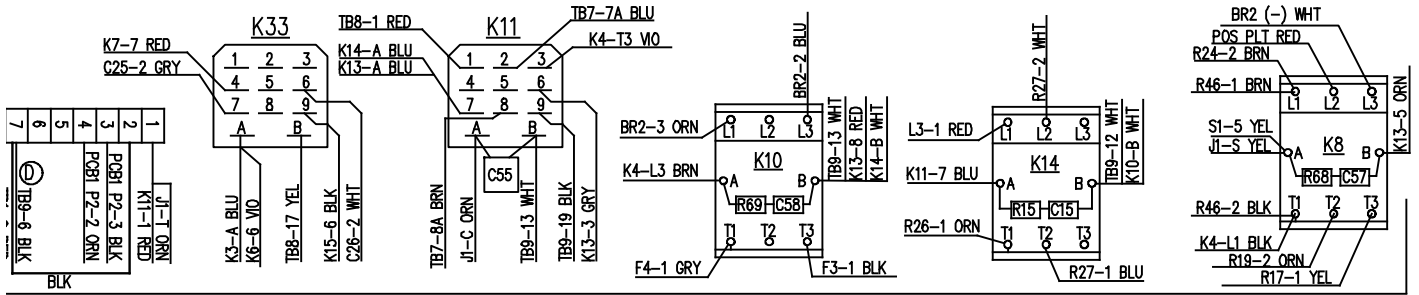 7 6 5 4 3 2 1
D
TB9-6 BLK
PCB1 P2-2 ORN
PCB1 P2-3 BLK
K11-1 RED
J1-T ORN
BLK
K33
K7-7 RED
C25-2 GRY
1 2 3
4 5 6
7 8 9
A B
K3-A BLU
K6-6 VIO
TB8-17 YEL
K15-6 BLK
C26-2 WHT
K11
TB8-1 RED
TB7-7A BLU
K14-A BLU
K4-T3 VIO
K13-A BLU
1 2 3
4 5 6
7 8 9
A B
C55
TB7-8A BRN
J1-C ORN
TB9-13 WHT
TB9-19 BLK
K13-3 GRY
BR2-2 BLU
BR2-3 ORN
L1 L2 L3
K10
K4-L3 BRN
A B
R69 C58
TB9-13 WHT
K13-8 RED
K14-B WHT
T1 T2 T3
F4-1 GRY
F3-1 BLK
R27-2 WHT
L3-1 RED
L1 L2 L3
K14
K11-7 BLU
A B
R15 C15
TB9-12 WHT
K10-B WHT
R26-1 ORN
T1 T2 T3
R27-1 BLU
BR2 (-) WHT
POS PLT RED
R24-2 BRN
R46-1 BRN
L1 L2 L3
S1-5 YEL
J1-S YEL
A K8 B
R68 C57
K13-5 ORN
R46-2 BLK
T1 T2 T3
K4-L1 BLK
R19-2 ORN
R17-1 YEL